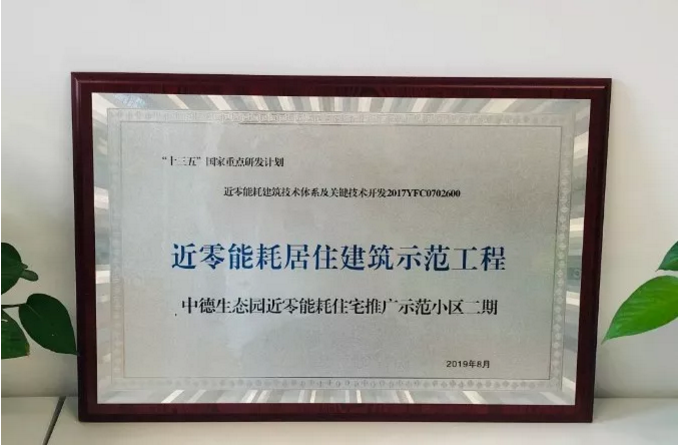 “十三五”国家重点研发计划
近零能耗建筑技术体系及关键技术开发2017YFC0702600
近零能耗居住建筑示范工程
中德生态园近零能耗住宅推广示范小区二期
2019年8月